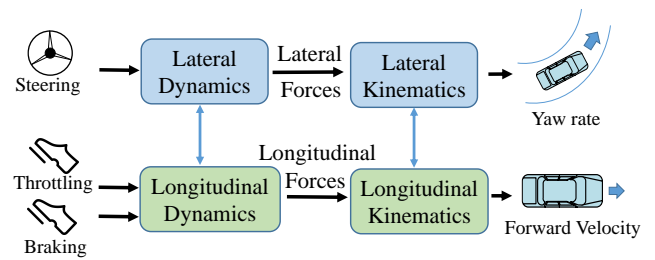 Steering
Lateral
Dynamics
Lateral
Forces
Lateral
Kinematics
Yaw rate
Throttling
Braking
Longitudinal
Dynamics
Longitudinal
Forces
Longitudinal
Kinematics
Forward Velocity